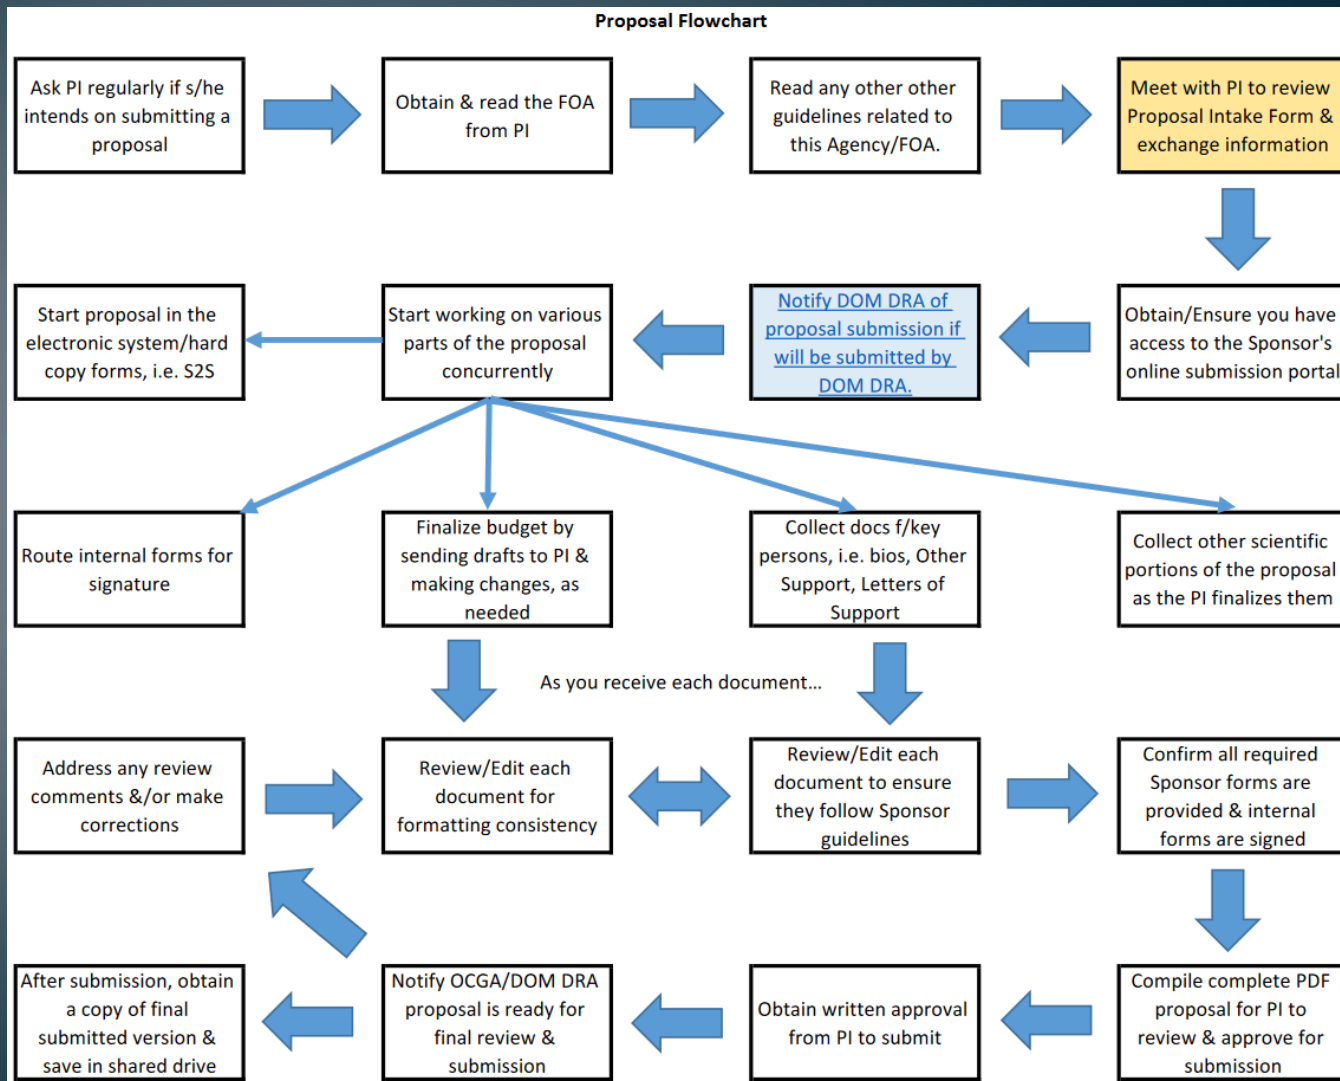 Proposal Flowchart
Ask PI regularly if s/he
intends on submitting a
proposal
Obtain & read the FOA
from PI
Read any other other
guidelines related to
this Agency/FOA.
Meet with PI to review
Proposal Intake Form &
exchange information
Start proposal in the
electronic system/hard
copy forms, i.e. S2S
Start working on various
parts of the proposal
concurrently
Notify DOM DRA of
proposal submission if
will be submitted by
DOM DRA.
Obtain/Ensure you have
access to the Sponsor's
online submission portal
Route internal forms for
signature
Finalize budget by
sending drafts to PI &
making changes, as
needed
Collect docs f/key
persons, i.e. bios, Other
Support, Letters of
Support
Collect other scientific
portions of the proposal
as the PI finalizes them
As you receive each document...
Address any review
comments &/or make
corrections
Review/Edit each
document for
formatting consistency
Review/Edit each
document to ensure
they follow Sponsor
guidelines
Confirm all required
Sponsor forms are
provided & internal
forms are signed
After submission, obtain
a copy of final
submitted version &
save in shared drive
Notify OCGA/DOM DRA
proposal is ready for
final review &
submission
Obtain written approval
from PI to submit
Compile complete PDF
proposal for PI to
review & approve for
submission